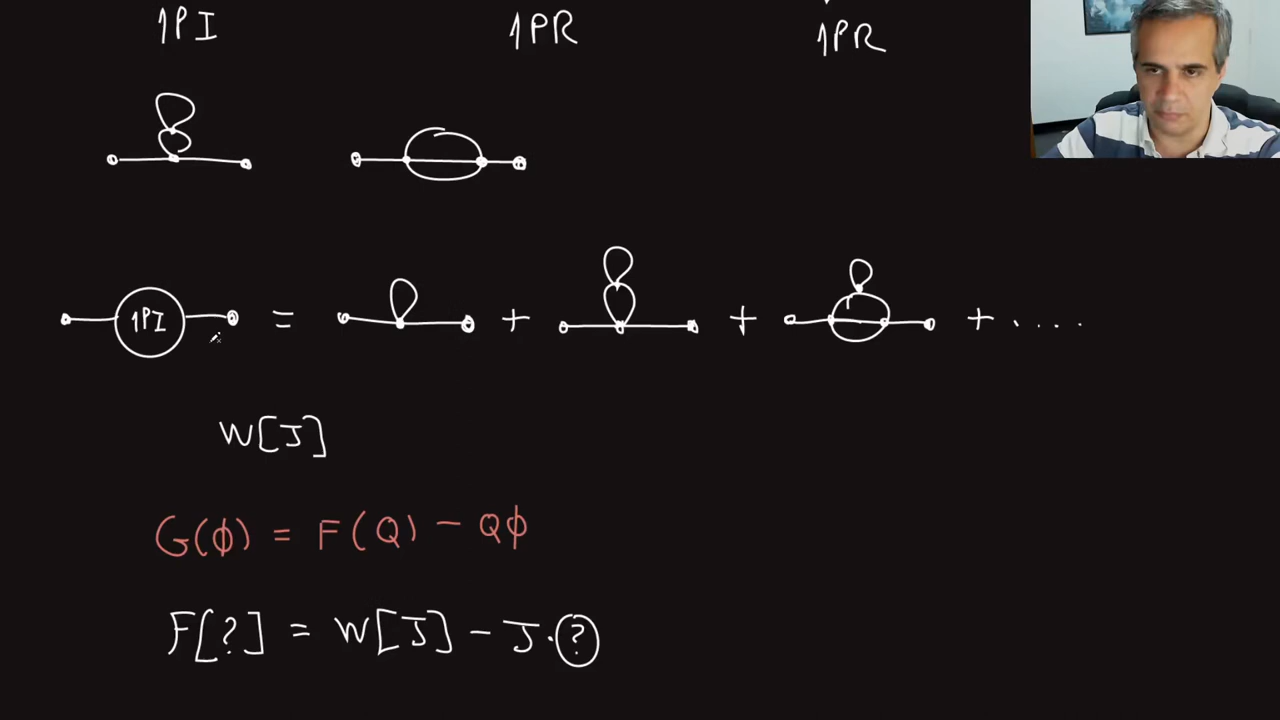 1PI 1PR 1PR
1PI = + + + ....
W[J]
G(ϕ) = F(Q) - Qϕ
F[?] = W[J] - J·?